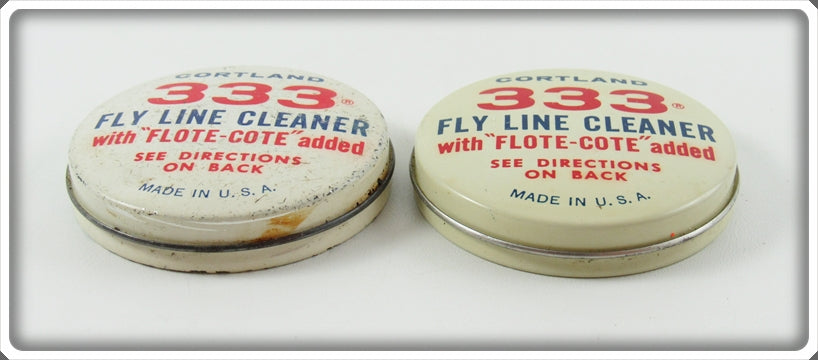 CORTLAND
333®
FLY LINE CLEANER
with "FLOTE-COTE" added
SEE DIRECTIONS
ON BACK
MADE IN U.S.A.
CORTLAND
333®
FLY LINE CLEANER
with "FLOTE-COTE" added
SEE DIRECTIONS
ON BACK
MADE IN U.S.A.